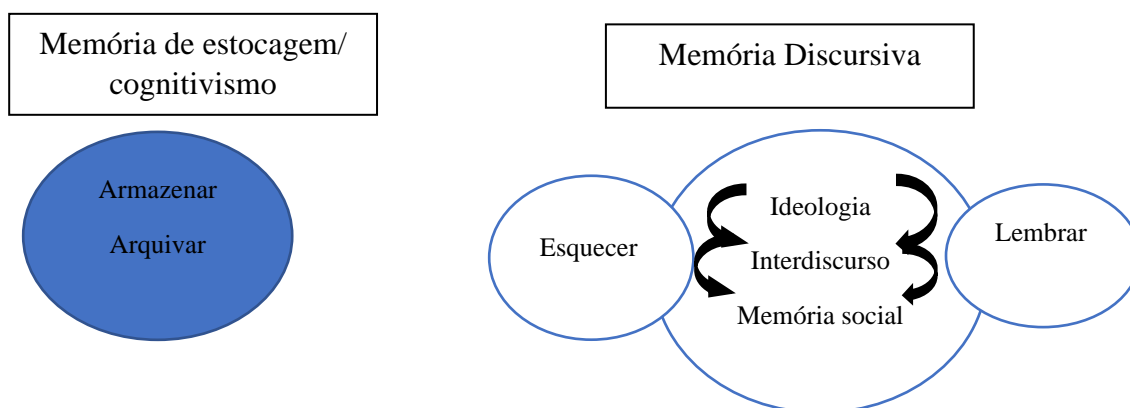 Memória de estocagem/
cognitivismo
Memória Discursiva
Armazenar
Arquivar
Esquecer
Ideologia
Interdiscurso
Memória social
Lembrar